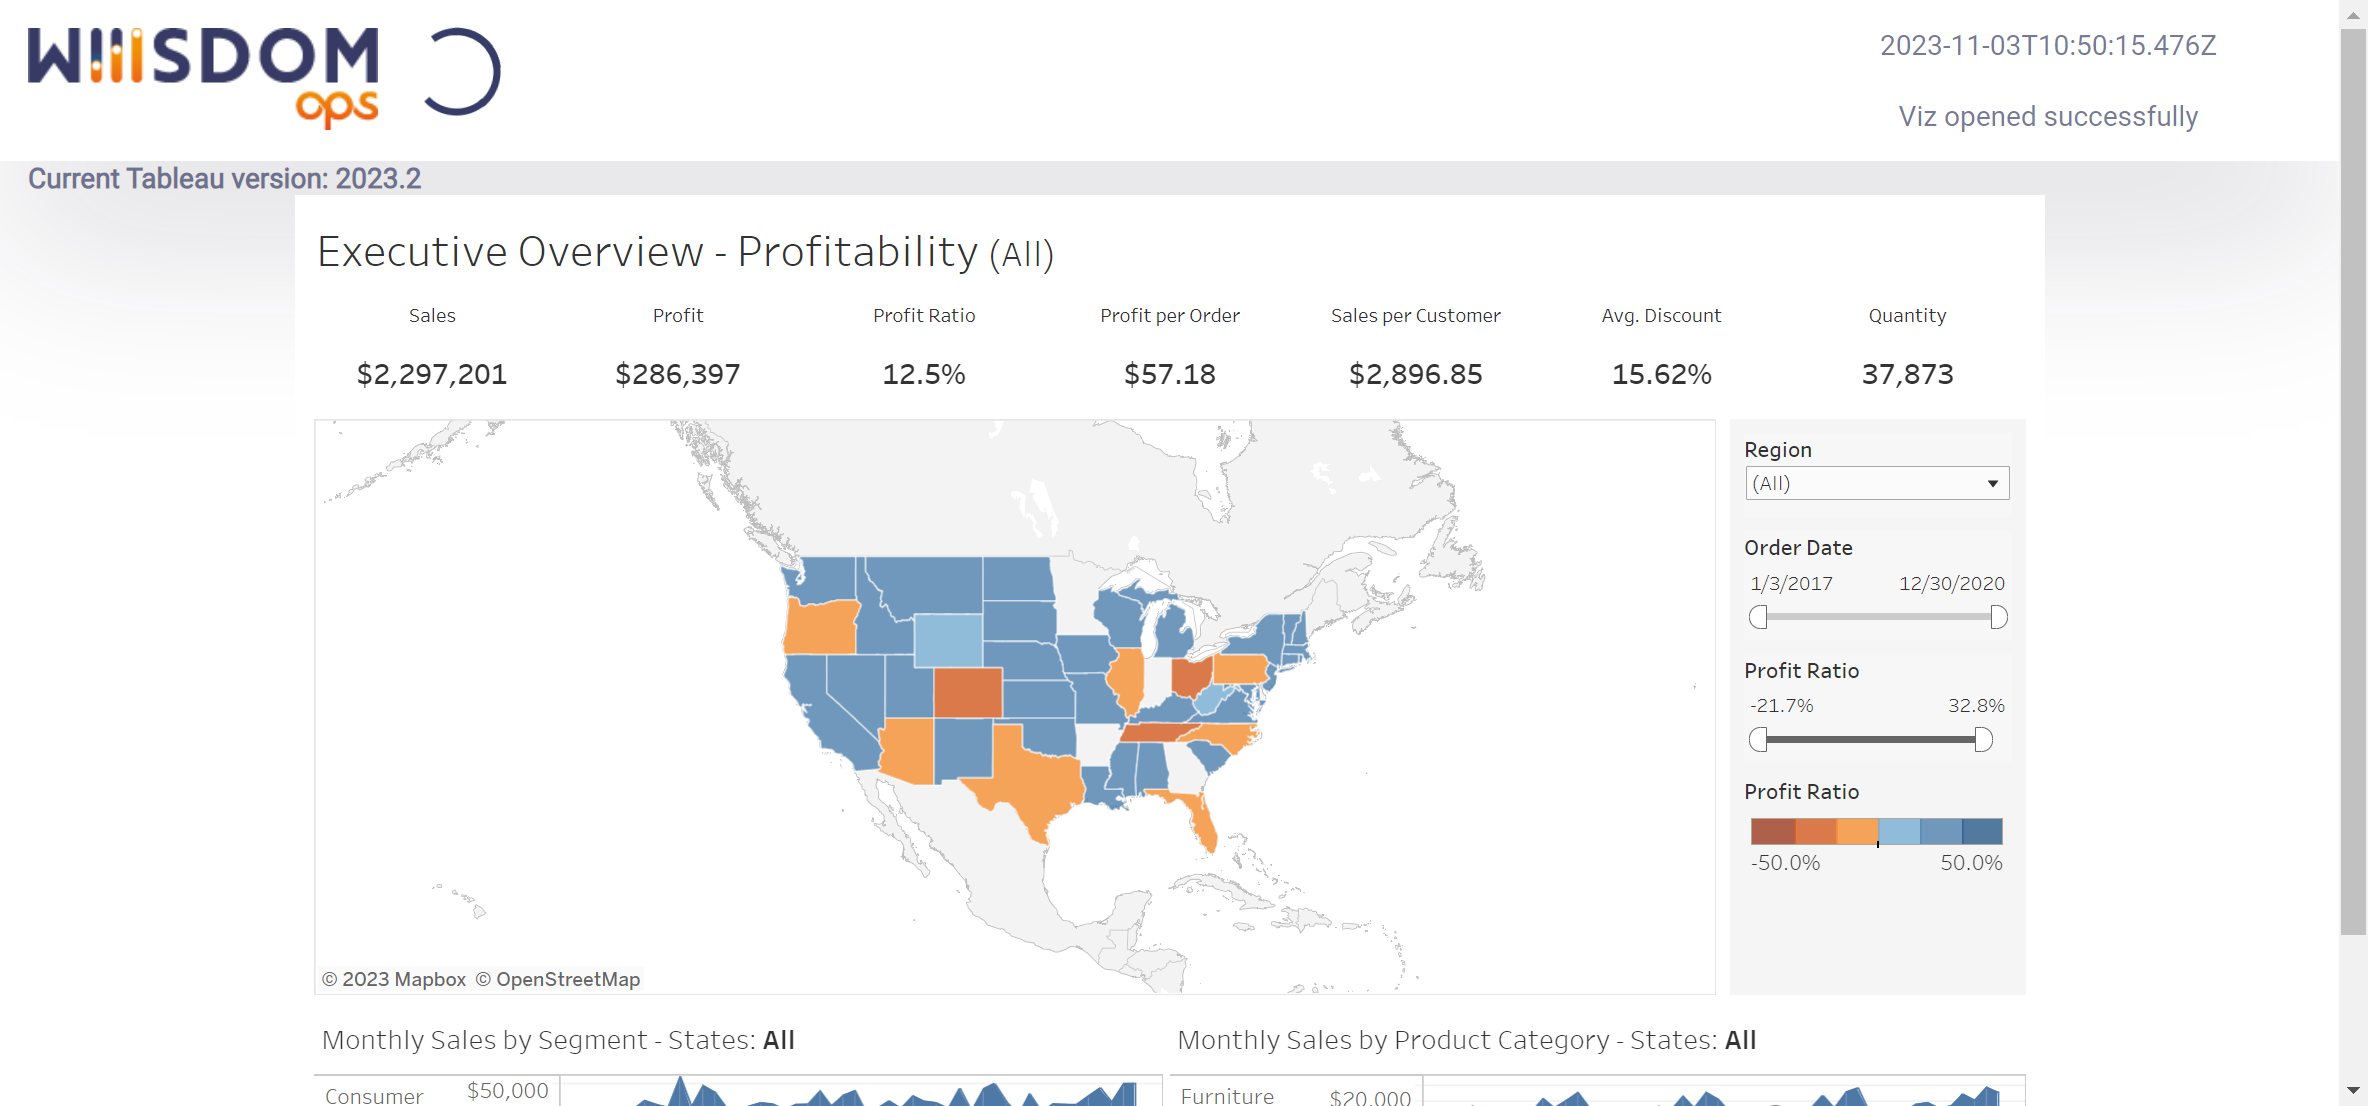 WIIISDOM
ops
2023-11-03T10:50:15.476Z
Viz opened successfully
Current Tableau version: 2023.2
Executive Overview - Profitability (All)
Sales Profit Profit Ratio Profit per Order Sales per Customer Avg. Discount Quantity
$2,297,201 $286,397 12.5% $57.18 $2,896.85 15.62% 37,873
Region
(All)
Order Date
1/3/2017 12/30/2020
Profit Ratio
-21.7% 32.8%
Profit Ratio
-50.0% 50.0%
© 2023 Mapbox © OpenStreetMap
Monthly Sales by Segment - States: All
Monthly Sales by Product Category - States: All
Consumer $50,000
Furniture $20,000